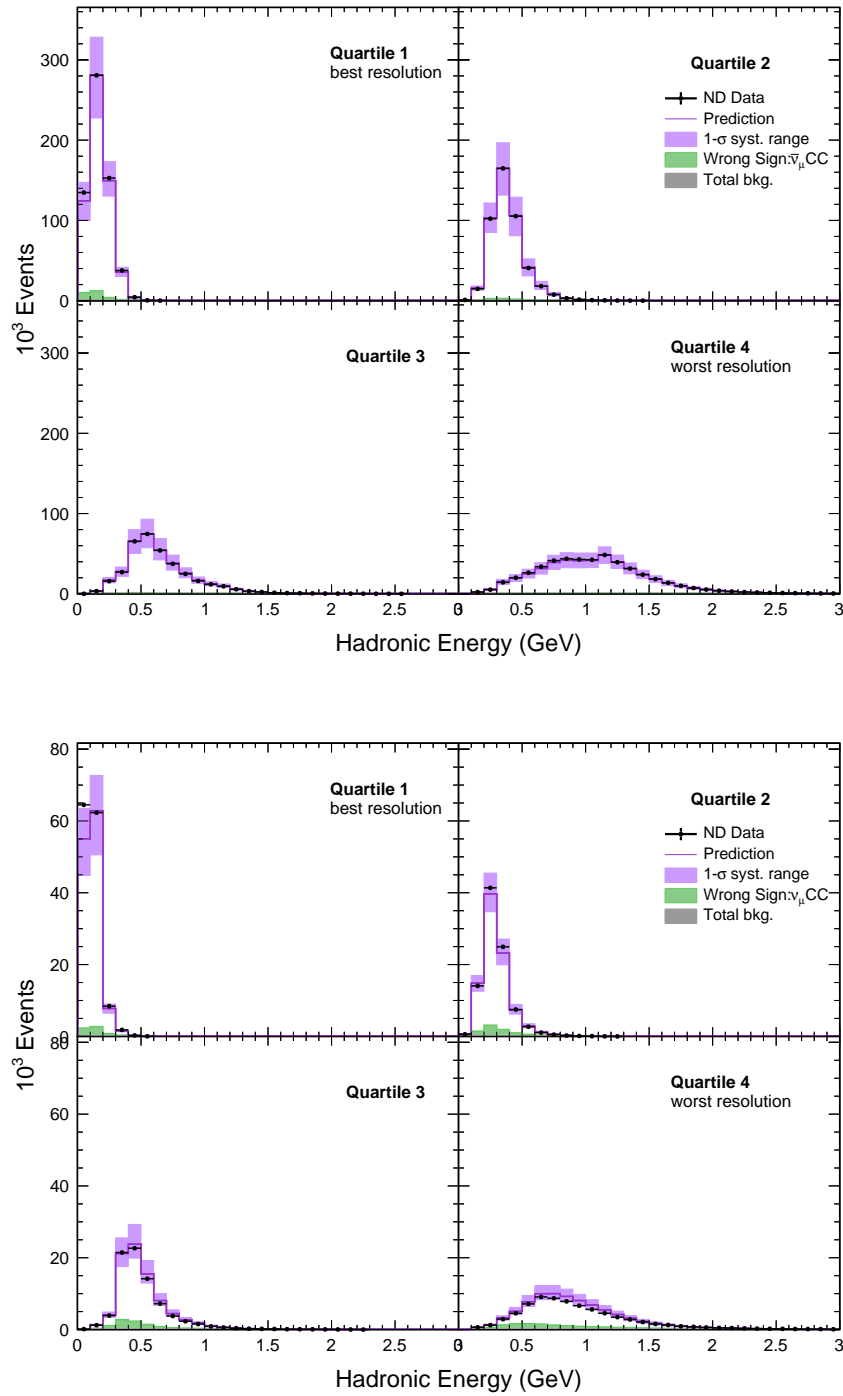 Quartile 1
best resolution
300
200
100
0
Quartile 2
ND Data
Prediction
1-σ syst. range
Wrong Sign:ν̅μCC
Total bkg.
10³ Events
Quartile 3
300
200
100
0
Quartile 4
worst resolution
0 0.5 1 1.5 2 2.5 3
0 0.5 1 1.5 2 2.5 3
Hadronic Energy (GeV)
Quartile 1
best resolution
80
60
40
20
0
Quartile 2
ND Data
Prediction
1-σ syst. range
Wrong Sign:νμCC
Total bkg.
10³ Events
Quartile 3
80
60
40
20
0
Quartile 4
worst resolution
0 0.5 1 1.5 2 2.5 3
0 0.5 1 1.5 2 2.5 3
Hadronic Energy (GeV)